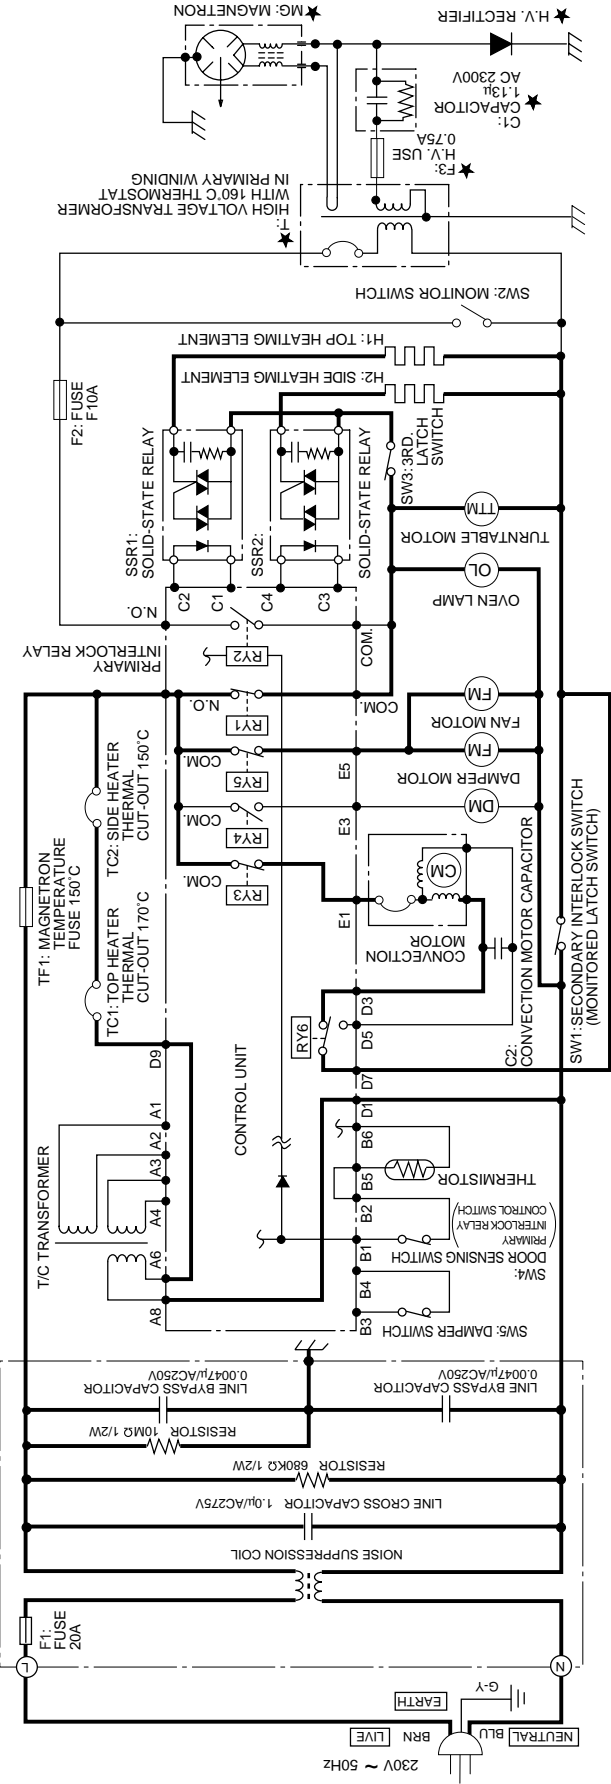 ★ MG: MAGNETRON
★ H.V. RECTIFIER
★ C1:
CAPACITOR
1.13µ
AC 2300V
★ F3:
H.V. USE
0.75A
★
T:
HIGH VOLTAGE TRANSFORMER
WITH 160˚C THERMOSTAT
IN PRIMARY WINDING
SW2: MONITOR SWITCH
H1: TOP HEATING ELEMENT
H2: SIDE HEATING ELEMENT
F2: FUSE
F10A
SSR1:
SOLID-STATE RELAY
SSR2:
SOLID-STATE RELAY
SW3: 3RD.
LATCH
SWITCH
TTM
TURNTABLE MOTOR
OL
OVEN LAMP
C2
C1
C4
C3
N.O.
RY2
COM.
PRIMARY
INTERLOCK RELAY
N.O.
RY1
COM.
FM
FAN MOTOR
COM.
RY5
E5
FM
DAMPER MOTOR
COM.
RY4
E3
DM
COM.
RY3
E1
CM
CONVECTION
MOTOR
TC2: SIDE HEATER
THERMAL
CUT-OUT 150˚C
TF1: MAGNETRON
TEMPERATURE
FUSE 150˚C
TC1: TOP HEATER
THERMAL
CUT-OUT 170˚C
C2:
CONVECTION MOTOR CAPACITOR
SW1: SECONDARY INTERLOCK SWITCH
(MONITORED LATCH SWITCH)
RY6
D3
D5
D7
D1
D9
CONTROL UNIT
A1
A2
A3
A4
A6
A8
T/C TRANSFORMER
B6
B5
B2
B1
B4
B3
THERMISTOR
SW4:
DOOR SENSING SWITCH
(PRIMARY
INTERLOCK RELAY
CONTROL SWITCH)
SW5: DAMPER SWITCH
LINE BYPASS CAPACITOR
0.0047µ/AC250V
LINE BYPASS CAPACITOR
0.0047µ/AC250V
RESISTOR 10MΩ 1/2W
RESISTOR 680KΩ 1/2W
LINE CROSS CAPACITOR 1.0µ/AC275V
NOISE SUPPRESSION COIL
F1:
FUSE
20A
L
N
G-Y
EARTH
NEUTRAL
BLU
BRN
LIVE
230V ~ 50Hz